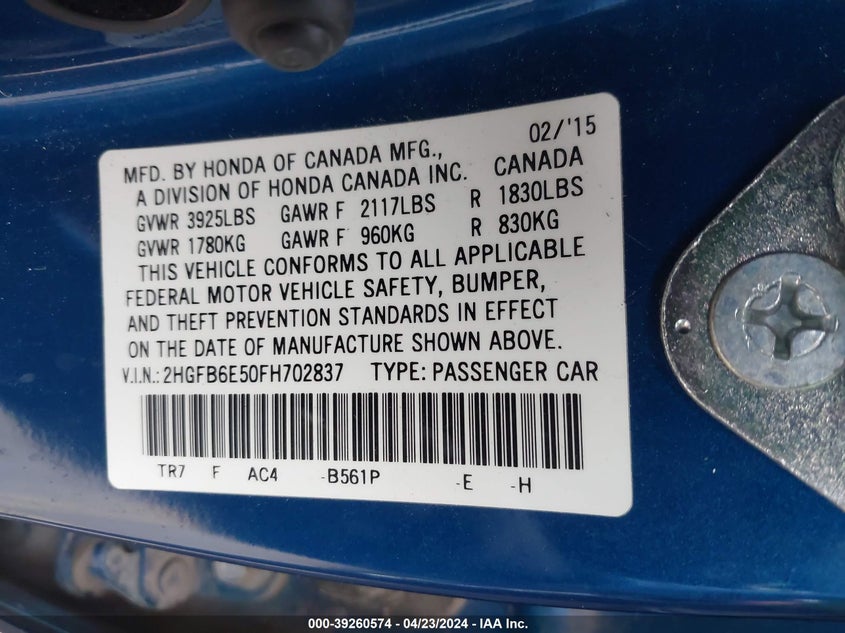 02/'15
MFD. BY HONDA OF CANADA MFG.,
A DIVISION OF HONDA CANADA INC. CANADA
GVWR 3925LBS GAWR F 2117LBS R 1830LBS
GVWR 1780KG GAWR F 960KG R 830KG
THIS VEHICLE CONFORMS TO ALL APPLICABLE
FEDERAL MOTOR VEHICLE SAFETY, BUMPER,
AND THEFT PREVENTION STANDARDS IN EFFECT
ON THE DATE OF MANUFACTURE SHOWN ABOVE.
V.I.N.:2HGFB6E50FH702837 TYPE: PASSENGER CAR
TR7 F AC4 -B561P -E -H
000-39260574 / 04/23/2024 - IAA Inc.